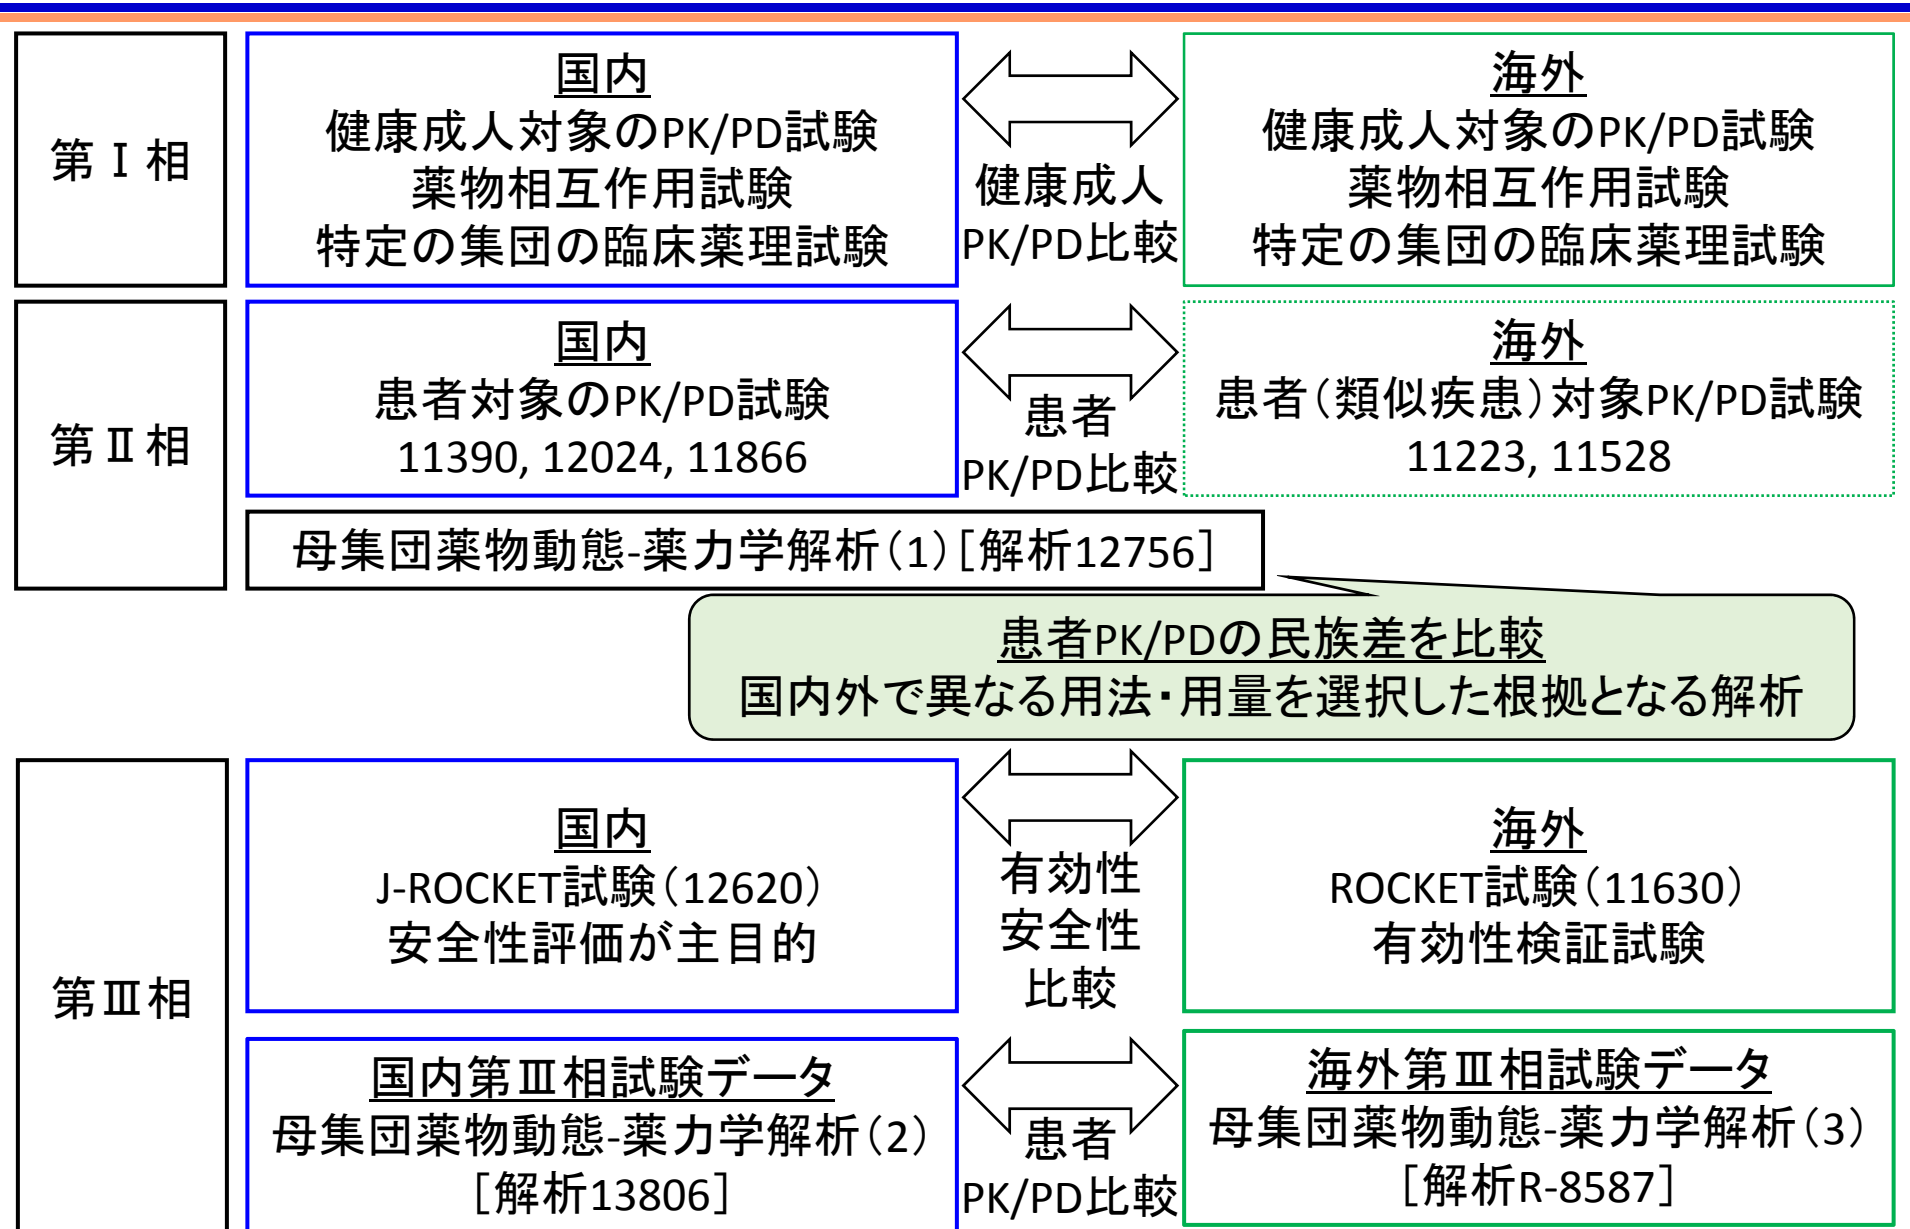 第Ⅰ相
国内
健康成人対象のPK/PD試験
薬物相互作用試験
特定の集団の臨床薬理試験
健康成人
PK/PD比較
海外
健康成人対象のPK/PD試験
薬物相互作用試験
特定の集団の臨床薬理試験
第Ⅱ相
国内
患者対象のPK/PD試験
11390, 12024, 11866
患者
PK/PD比較
海外
患者（類似疾患）対象PK/PD試験
11223, 11528
母集団薬物動態-薬力学解析（1）［解析12756］
患者PK/PDの民族差を比較
国内外で異なる用法・用量を選択した根拠となる解析
第Ⅲ相
国内
J-ROCKET試験（12620）
安全性評価が主目的
有効性
安全性
比較
海外
ROCKET試験（11630）
有効性検証試験
国内第Ⅲ相試験データ
母集団薬物動態-薬力学解析（2）
［解析13806］
患者
PK/PD比較
海外第Ⅲ相試験データ
母集団薬物動態-薬力学解析（3）
［解析R-8587］